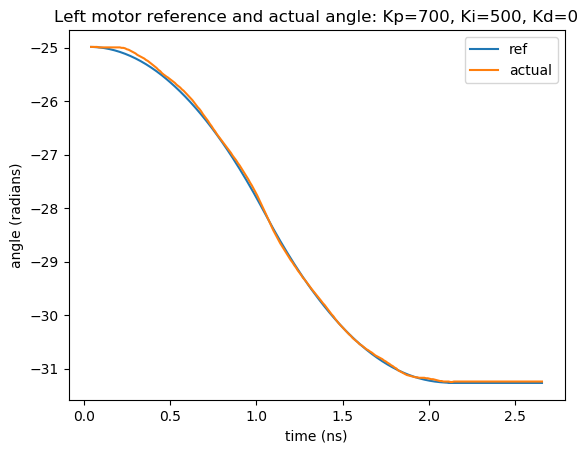 Left motor reference and actual angle: Kp=700, Ki=500, Kd=0
ref
actual
angle (radians)
−25
−26
−27
−28
−29
−30
−31
0.0 0.5 1.0 1.5 2.0 2.5
time (ns)